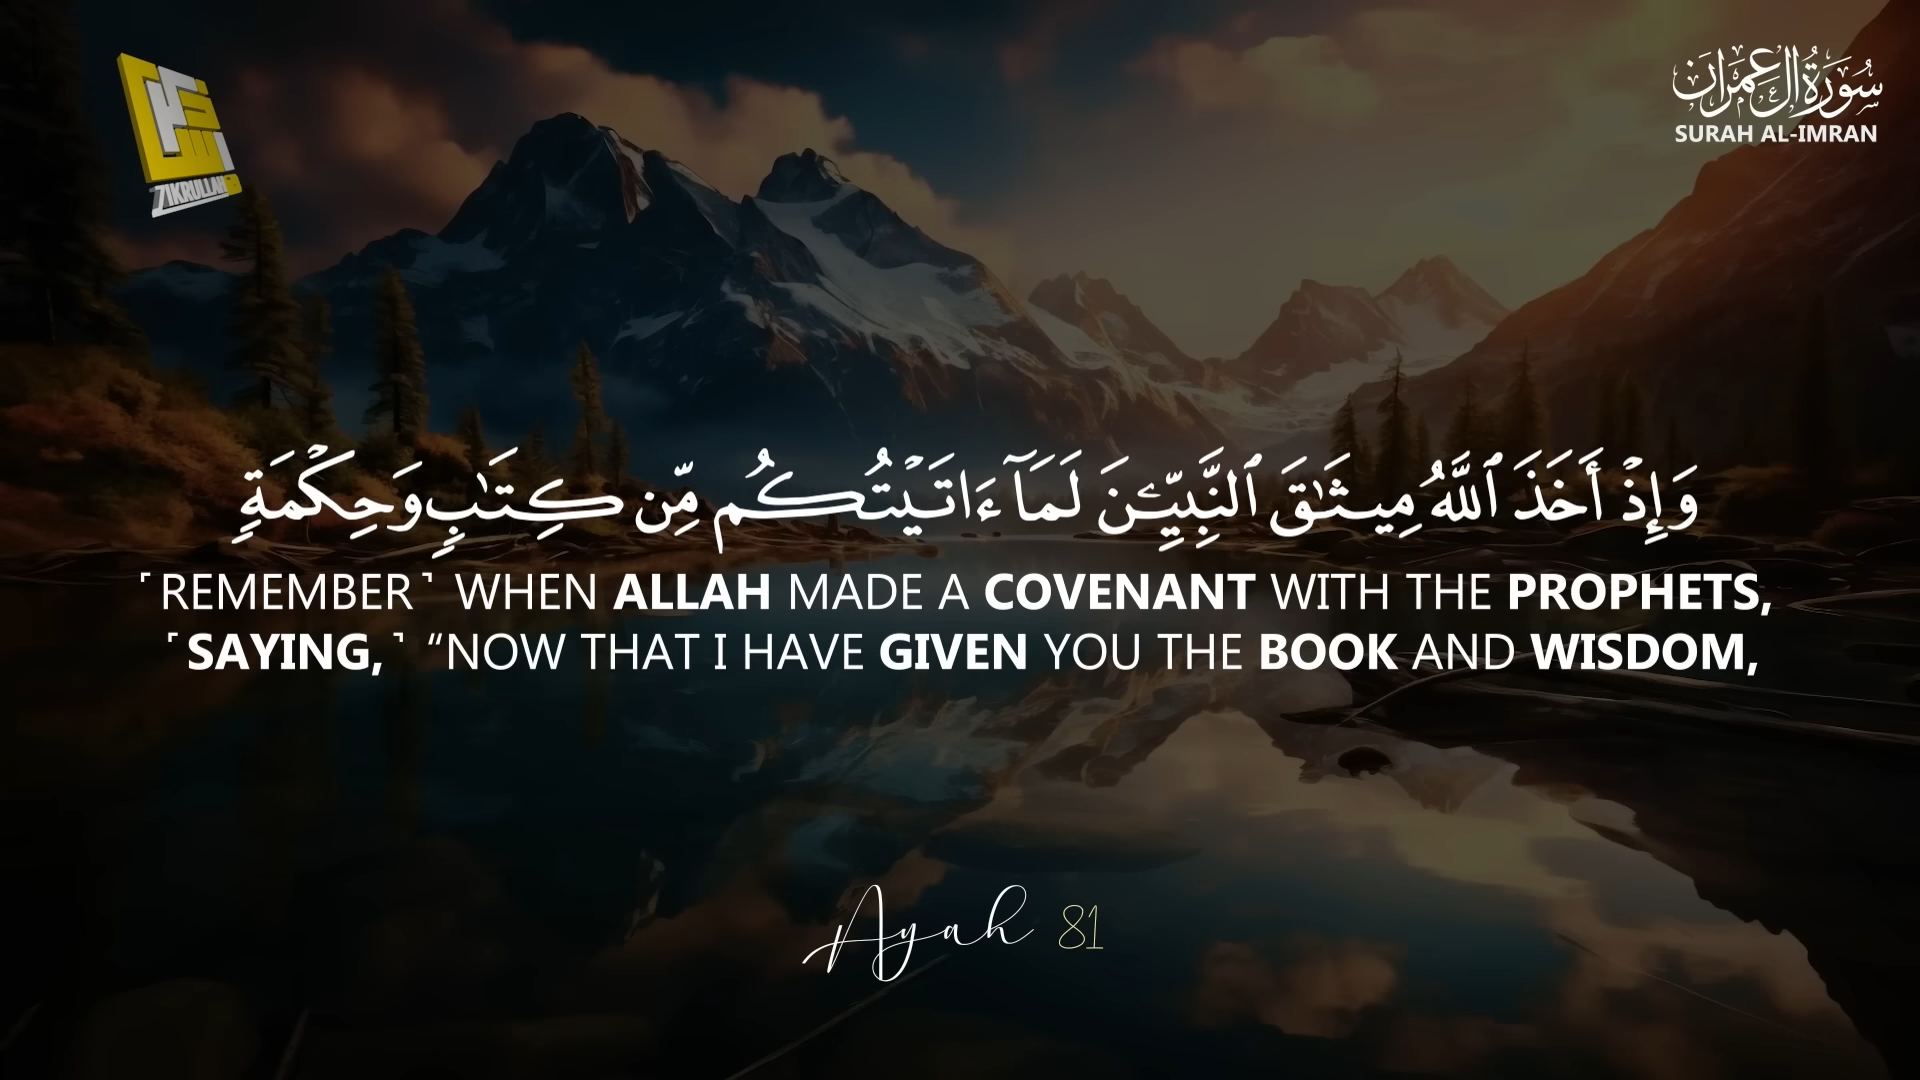 ZIKRULLAH
سُورَةُ آلِ عِمْرَان
SURAH AL-IMRAN
وَإِذْ أَخَذَ ٱللَّهُ مِيثَـٰقَ ٱلنَّبِيِّـۧنَ لَمَآ ءَاتَيْتُكُم مِّن كِتَـٰبٍ وَحِكْمَةٍ
˹REMEMBER˺ WHEN ALLAH MADE A COVENANT WITH THE PROPHETS,
˹SAYING,˺ “NOW THAT I HAVE GIVEN YOU THE BOOK AND WISDOM,
Ayah 81